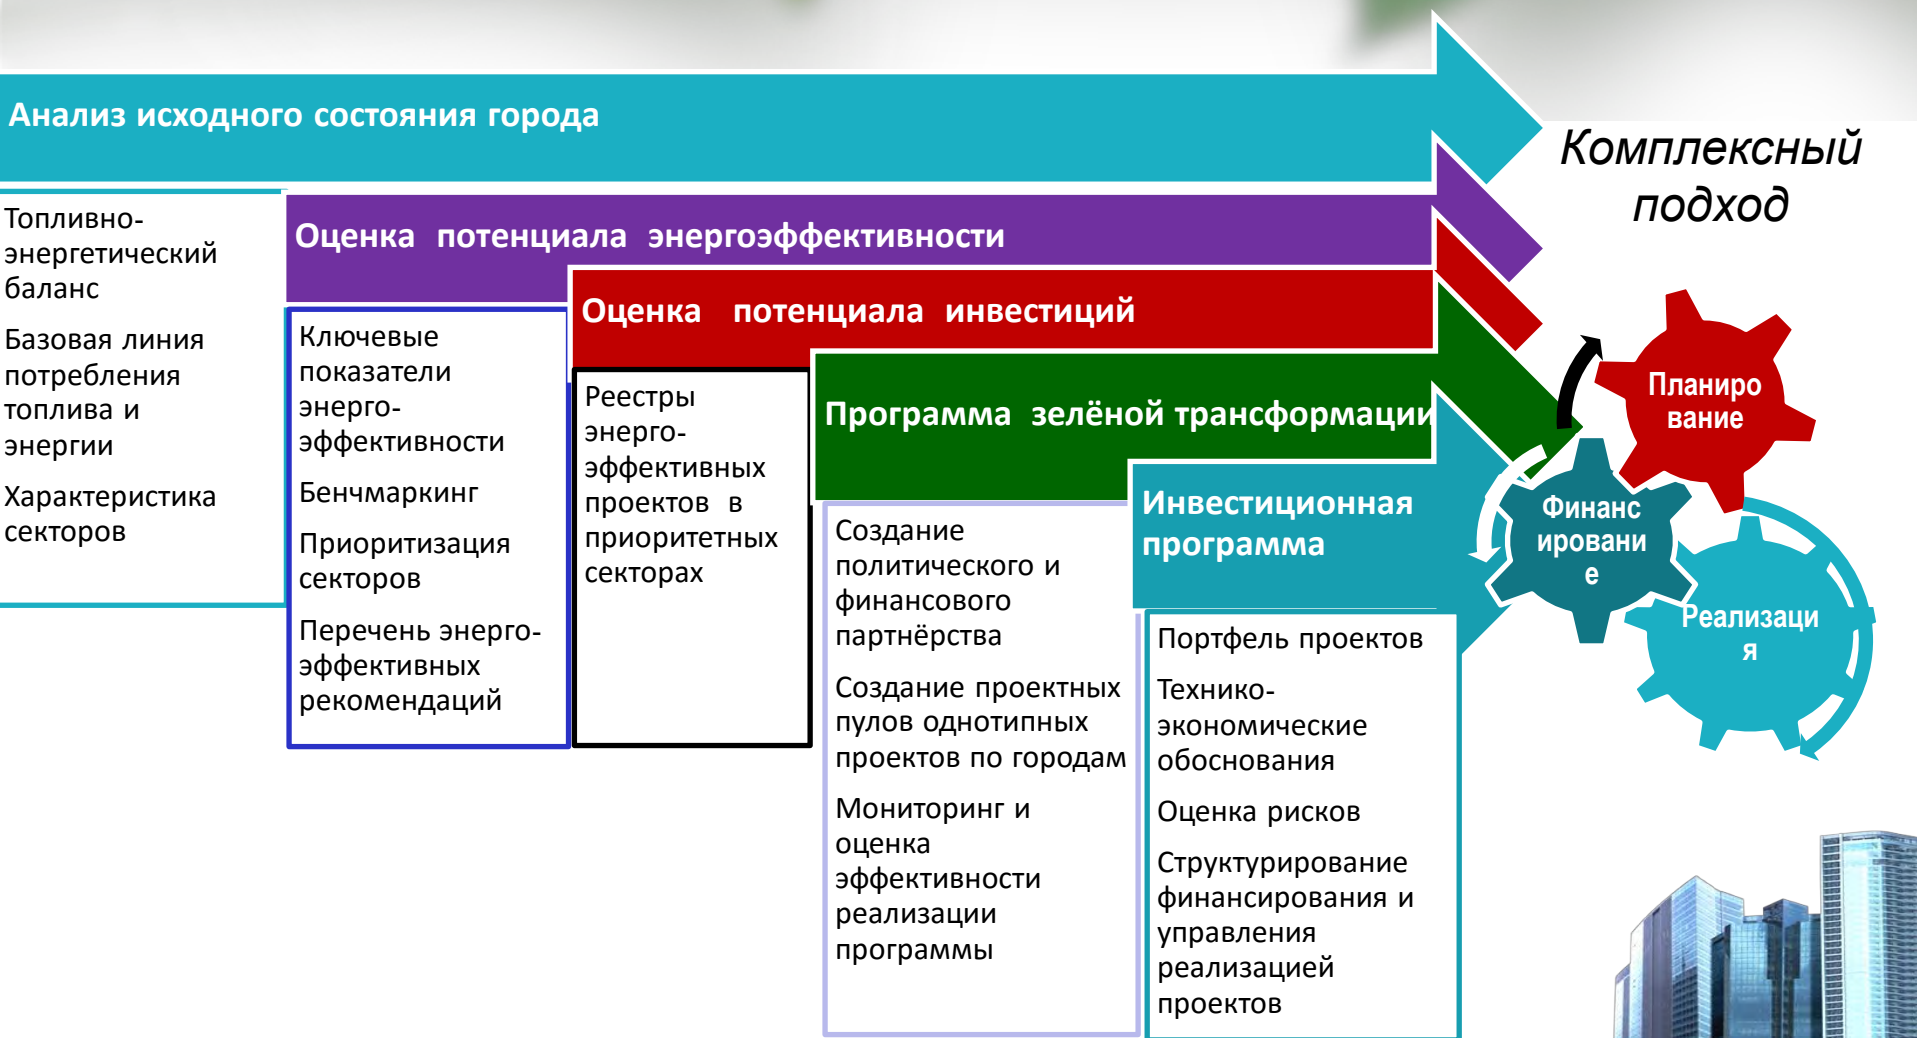 Анализ исходного состояния города
Комплексный
подход
Топливно-
энергетический
баланс
Базовая линия
потребления
топлива и
энергии
Характеристика
секторов
Оценка потенциала энергоэффективности
Ключевые
показатели
энерго-
эффективности
Бенчмаркинг
Приоритизация
секторов
Перечень энерго-
эффективных
рекомендаций
Оценка потенциала инвестиций
Реестры
энерго-
эффективных
проектов в
приоритетных
секторах
Программа зелёной трансформации
Создание
политического и
финансового
партнёрства
Создание проектных
пулов однотипных
проектов по городам
Мониторинг и
оценка
эффективности
реализации
программы
Инвестиционная
программа
Портфель проектов
Технико-
экономические
обоснования
Оценка рисков
Структурирование
финансирования и
управления
реализацией
проектов
Планиро
вание
Финанс
ировани
е
Реализаци
я